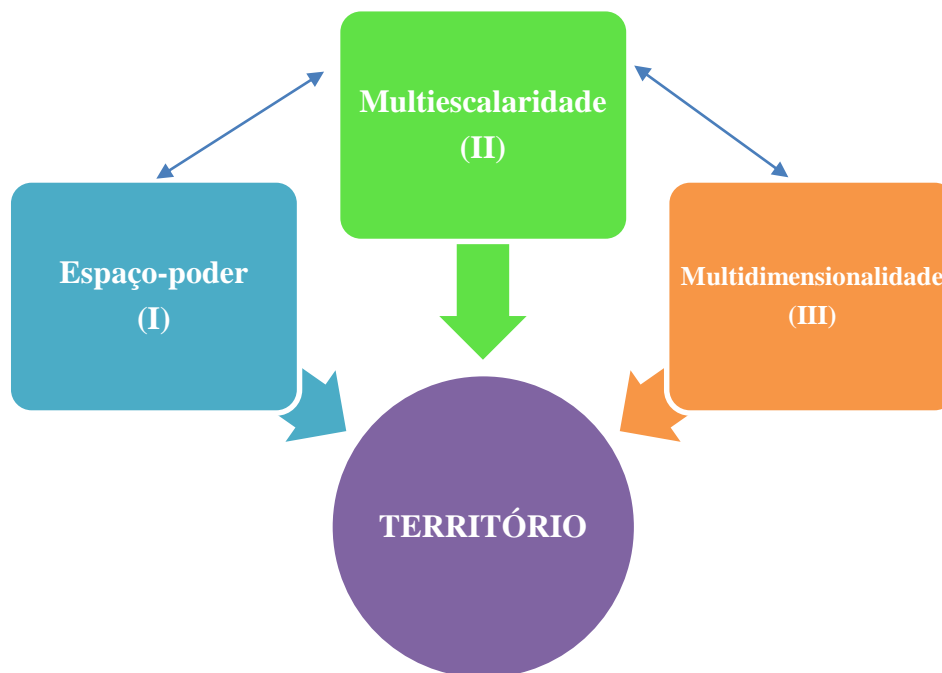 Multiescalaridade
(II)
Espaço-poder
(I)
Multidimensionalidade
(III)
TERRITÓRIO